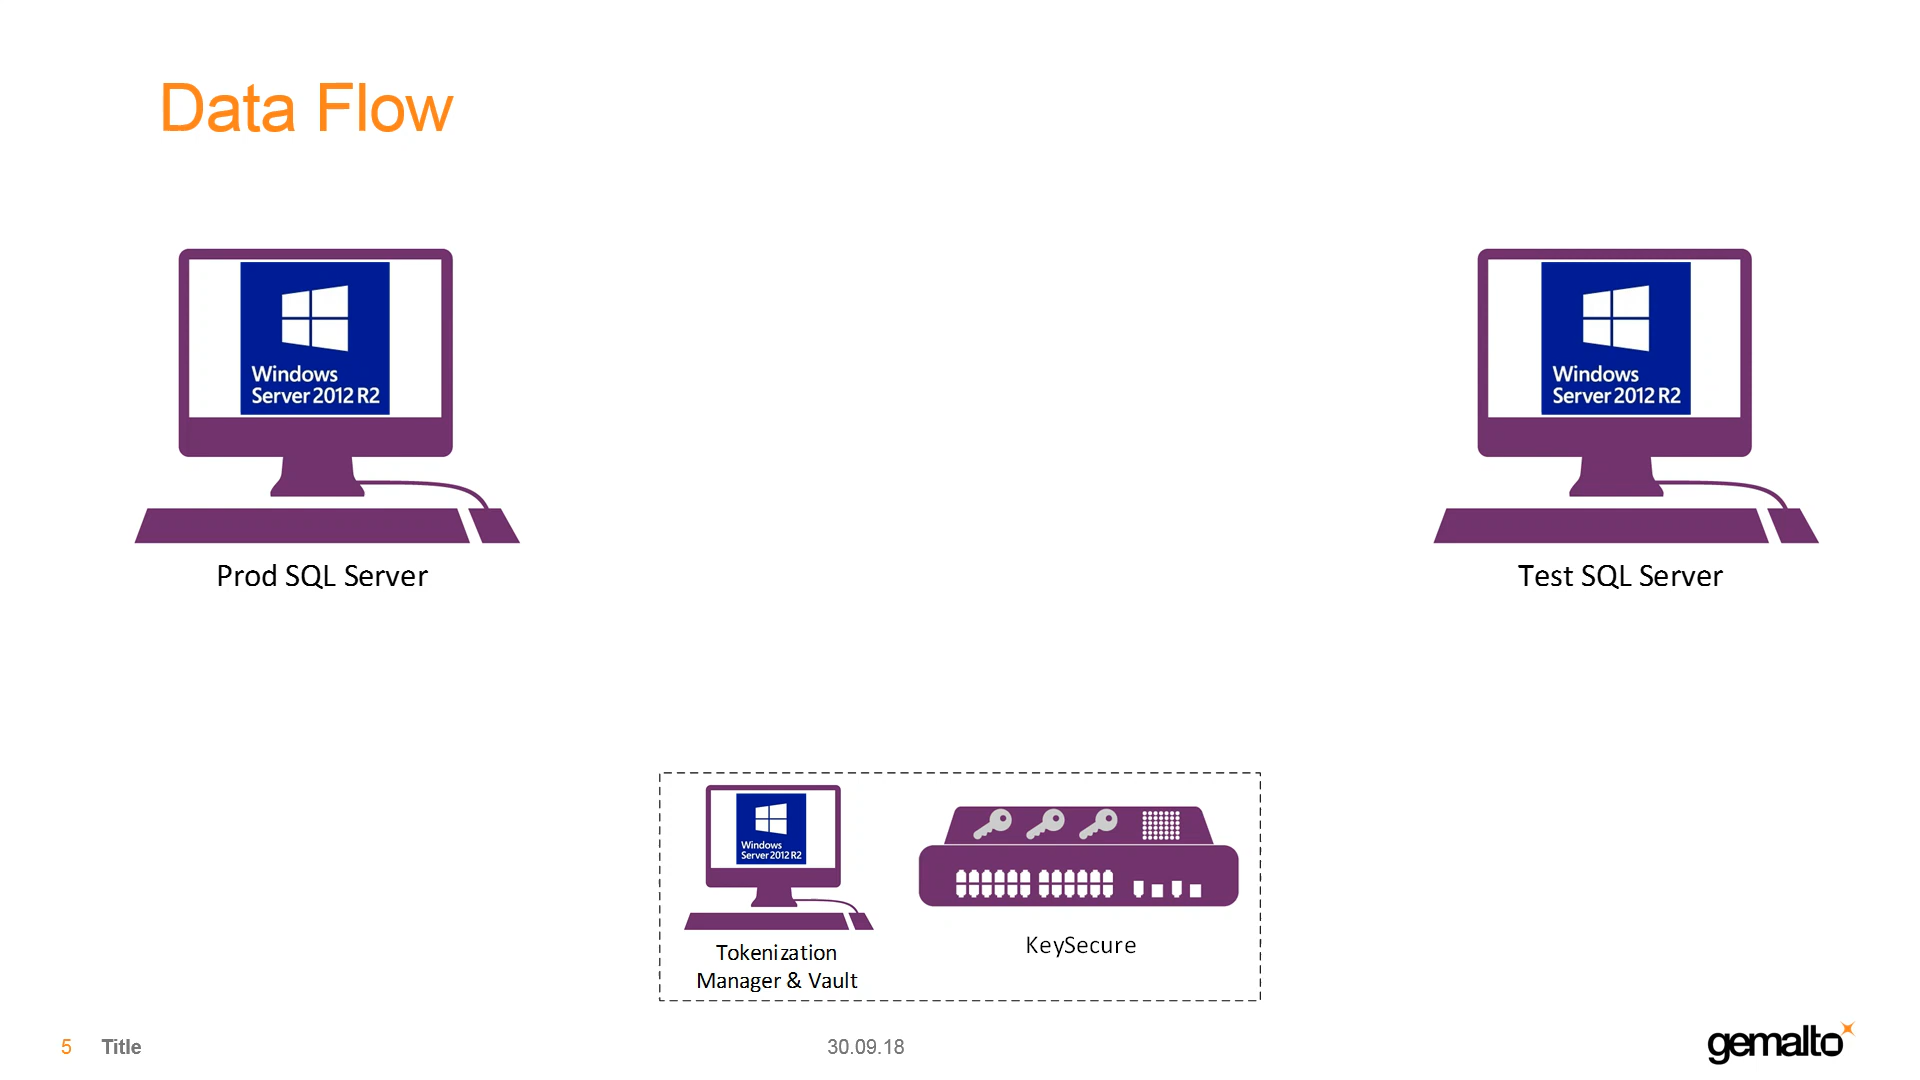 Data Flow
Windows
Server 2012 R2
Prod SQL Server
Windows
Server 2012 R2
Test SQL Server
Windows
Server 2012 R2
Tokenization
Manager & Vault
KeySecure
5 Title
30.09.18
gemalto